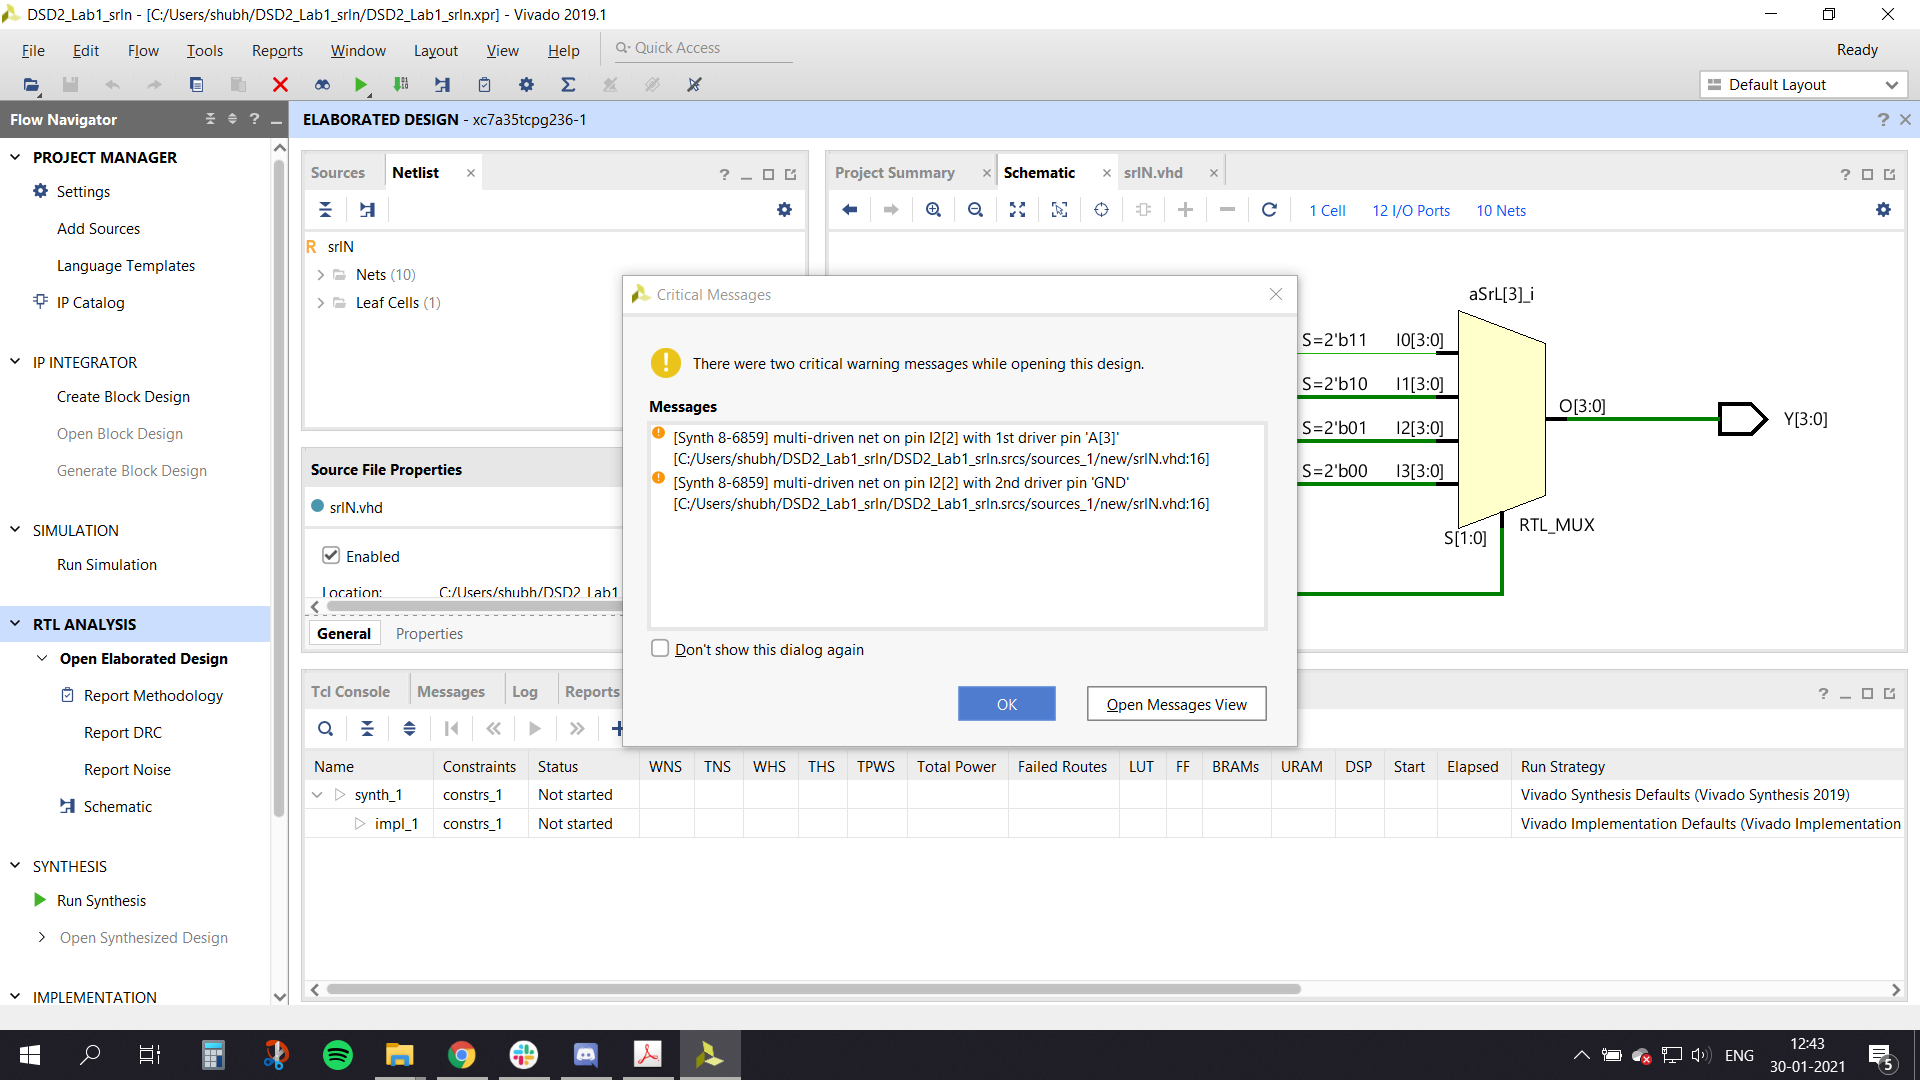 DSD2_Lab1_srln - [C:/Users/shubh/DSD2_Lab1_srln/DSD2_Lab1_srln.xpr] - Vivado 2019.1
File Edit Flow Tools Reports Window Layout View Help Quick Access
Ready
Default Layout
Flow Navigator
ELABORATED DESIGN - xc7a35tcpg236-1
PROJECT MANAGER
Settings
Add Sources
Language Templates
IP Catalog
IP INTEGRATOR
Create Block Design
Open Block Design
Generate Block Design
SIMULATION
Run Simulation
RTL ANALYSIS
Open Elaborated Design
Report Methodology
Report DRC
Report Noise
Schematic
SYNTHESIS
Run Synthesis
Open Synthesized Design
IMPLEMENTATION
Sources Netlist
srlN
Nets (10)
Leaf Cells (1)
Source File Properties
srlN.vhd
Enabled
Location: C:/Users/shubh/DSD2_Lab1
General Properties
Project Summary Schematic srlN.vhd
1 Cell 12 I/O Ports 10 Nets
aSrL[3]_i
S=2'b11 I0[3:0]
S=2'b10 I1[3:0]
S=2'b01 I2[3:0]
S=2'b00 I3[3:0]
O[3:0]
Y[3:0]
S[1:0]
RTL_MUX
Critical Messages
There were two critical warning messages while opening this design.
Messages
[Synth 8-6859] multi-driven net on pin I2[2] with 1st driver pin 'A[3]'
[C:/Users/shubh/DSD2_Lab1_srln/DSD2_Lab1_srln.srcs/sources_1/new/srlN.vhd:16]
[Synth 8-6859] multi-driven net on pin I2[2] with 2nd driver pin 'GND'
[C:/Users/shubh/DSD2_Lab1_srln/DSD2_Lab1_srln.srcs/sources_1/new/srlN.vhd:16]
Don't show this dialog again
OK Open Messages View
Tcl Console Messages Log Reports
Name Constraints Status WNS TNS WHS THS TPWS Total Power Failed Routes LUT FF BRAMs URAM DSP Start Elapsed Run Strategy
synth_1 constrs_1 Not started Vivado Synthesis Defaults (Vivado Synthesis 2019)
impl_1 constrs_1 Not started Vivado Implementation Defaults (Vivado Implementation
ENG
12:43
30-01-2021
5